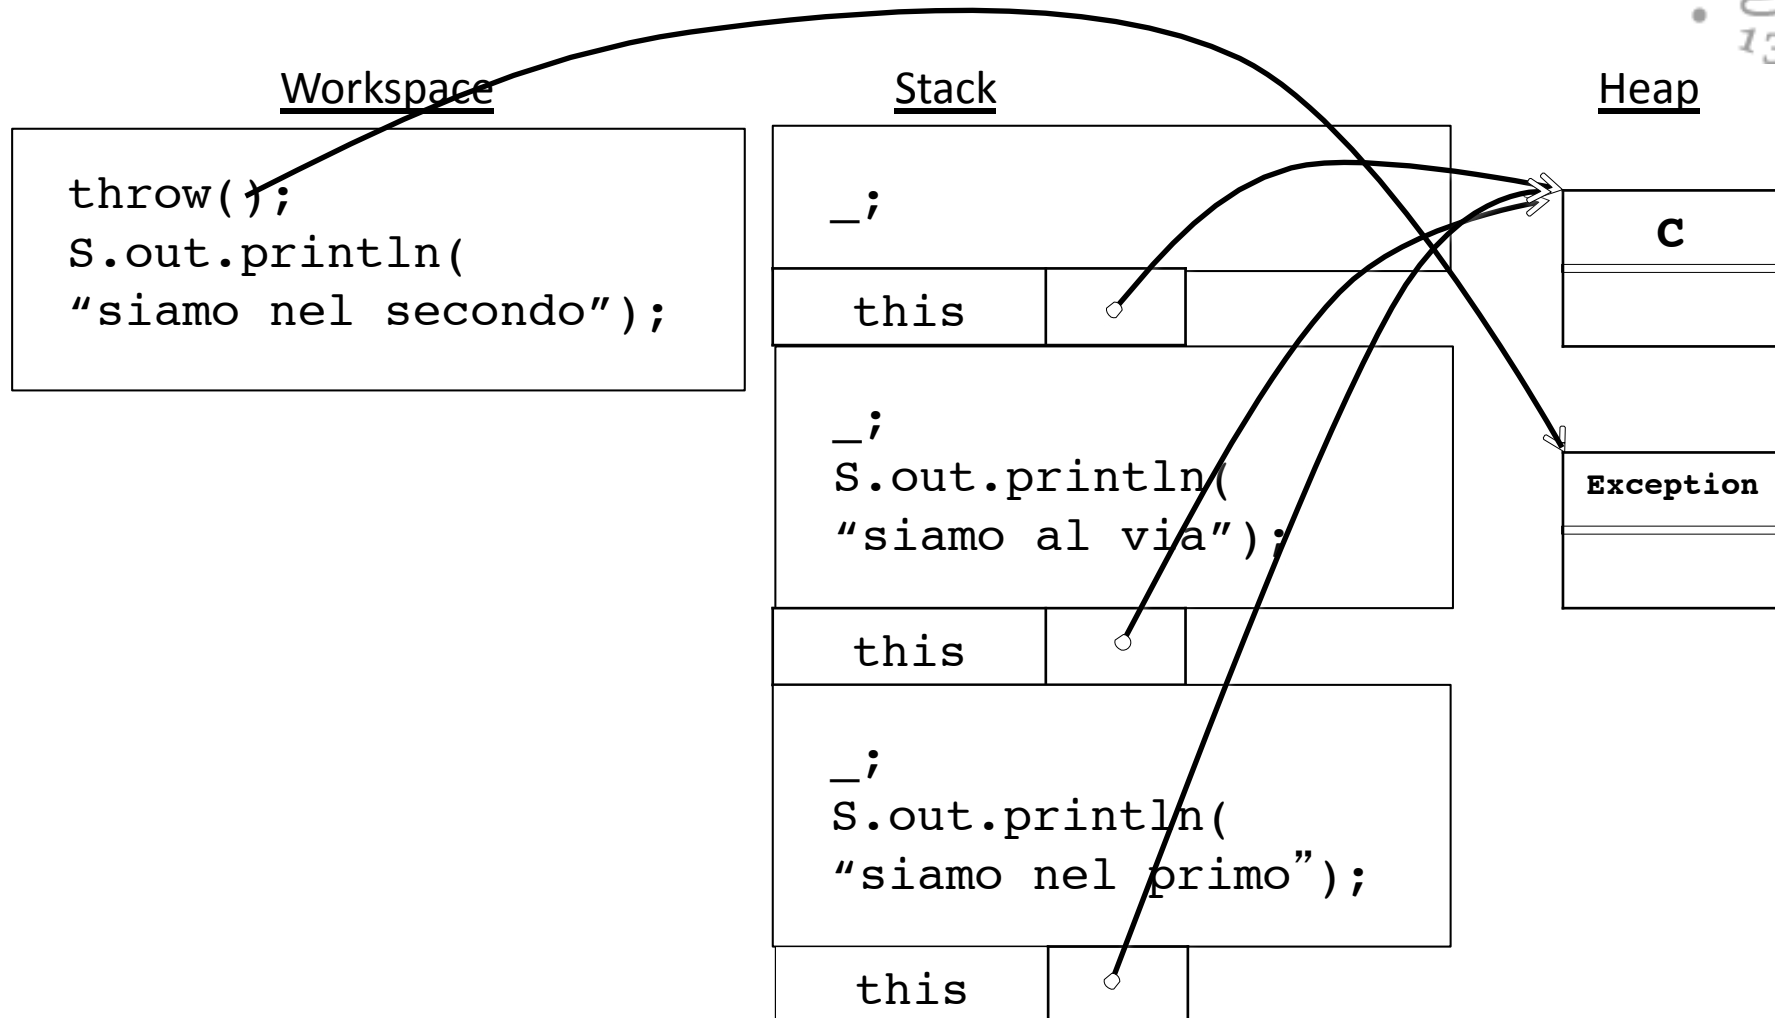 Workspace
Stack
Heap
throw();
S.out.println(
“siamo nel secondo”);
_;
this
_;
S.out.println(
“siamo al via”);
this
_;
S.out.println(
“siamo nel primo”);
this
C
Exception